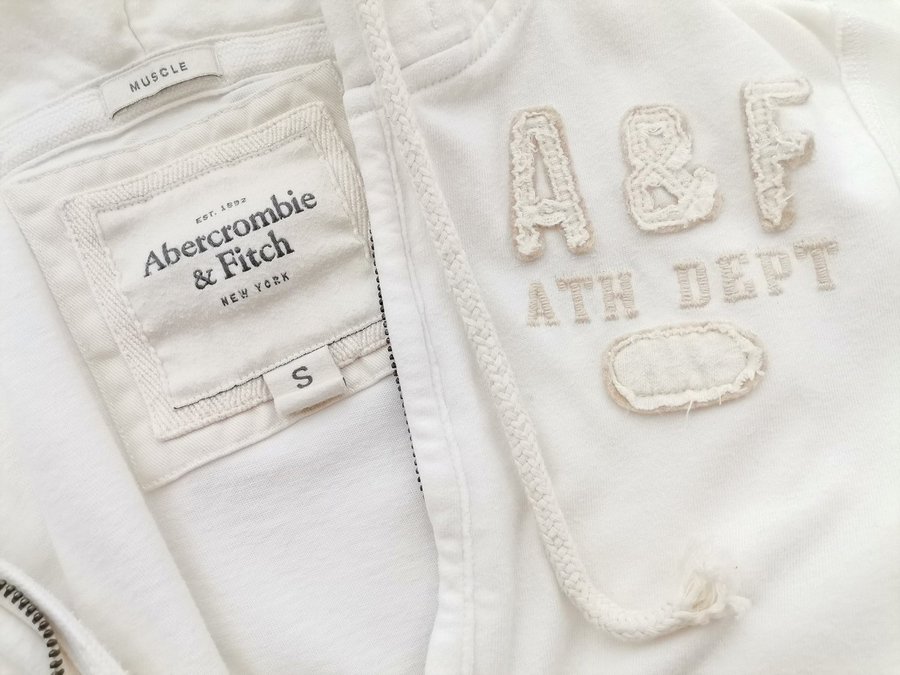 MUSCLE
EST. 1892
Abercrombie
& Fitch
NEW YORK
S
A&F
ATH DEPT